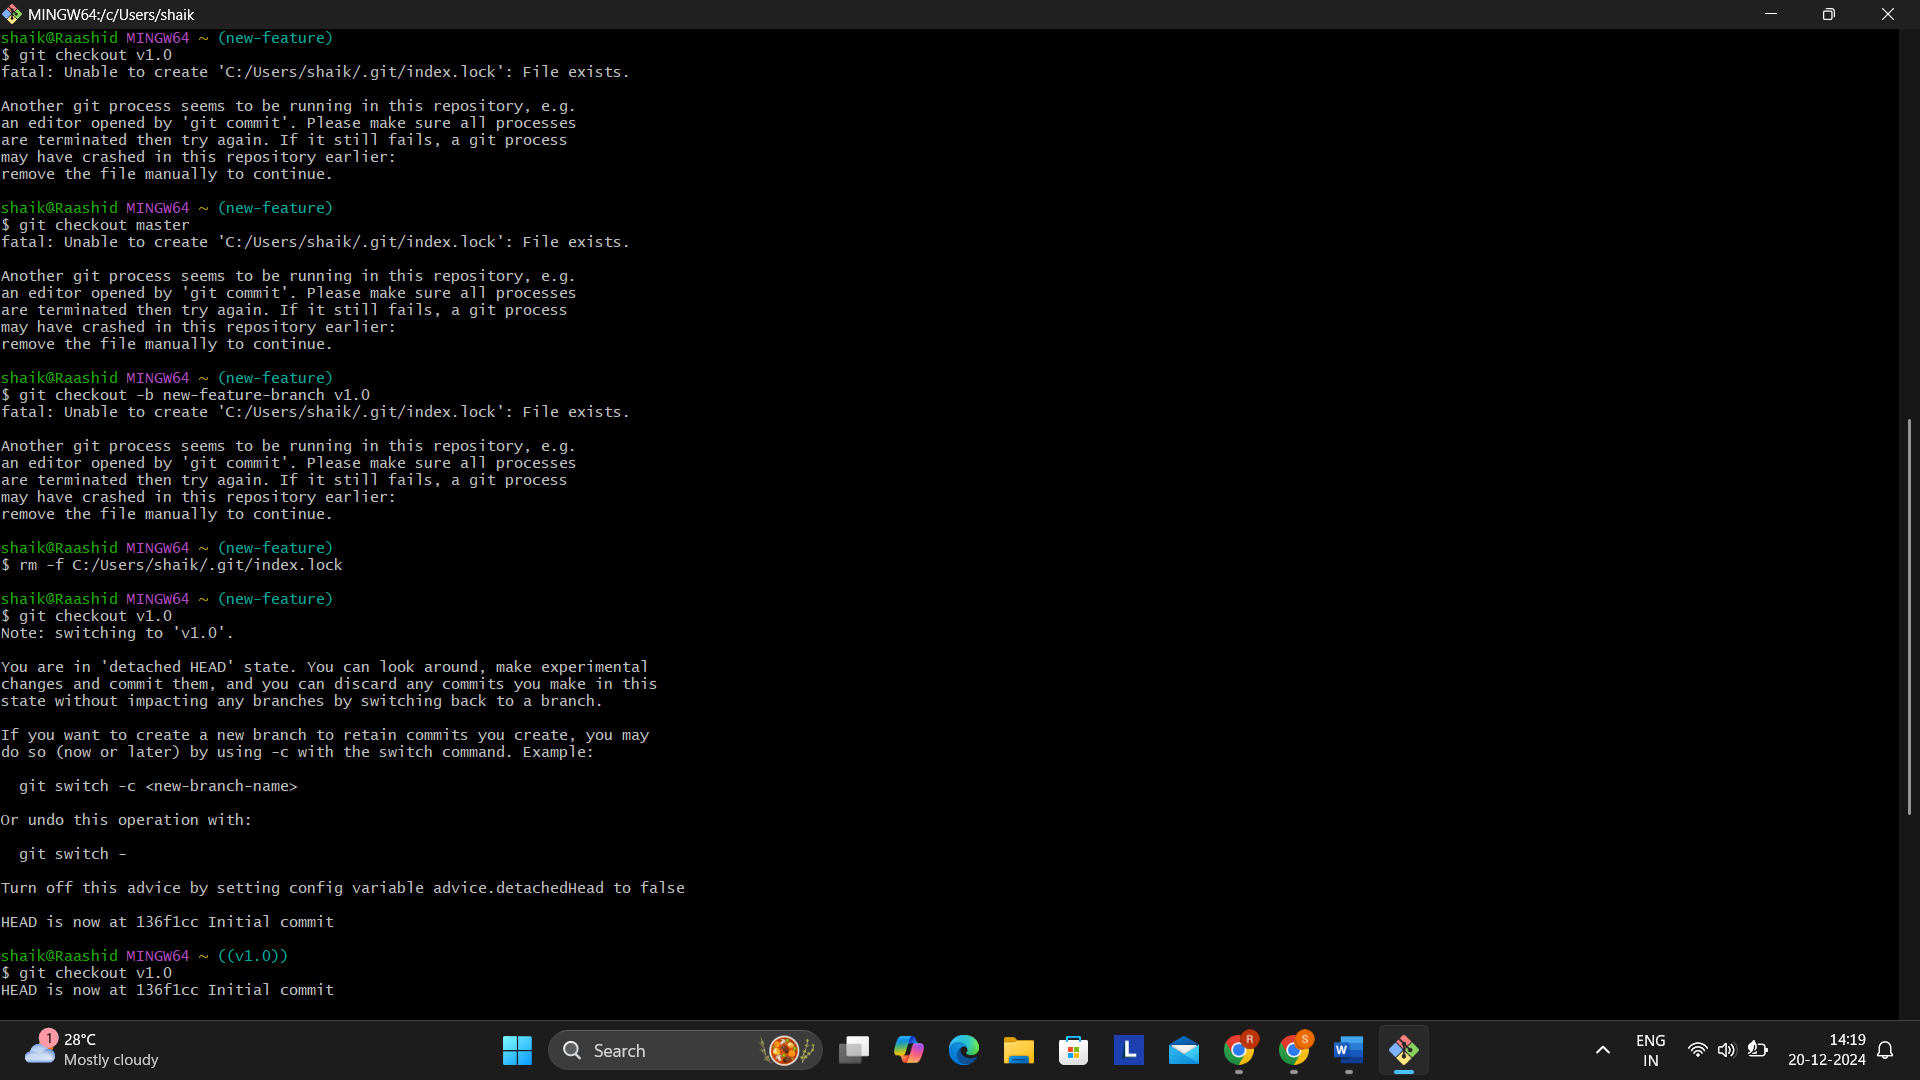 MINGW64:/c/Users/shaik
shaik@Raashid MINGW64 ~ (new-feature)
$ git checkout v1.0
fatal: Unable to create 'C:/Users/shaik/.git/index.lock': File exists.

Another git process seems to be running in this repository, e.g.
an editor opened by 'git commit'. Please make sure all processes
are terminated then try again. If it still fails, a git process
may have crashed in this repository earlier:
remove the file manually to continue.

shaik@Raashid MINGW64 ~ (new-feature)
$ git checkout master
fatal: Unable to create 'C:/Users/shaik/.git/index.lock': File exists.

Another git process seems to be running in this repository, e.g.
an editor opened by 'git commit'. Please make sure all processes
are terminated then try again. If it still fails, a git process
may have crashed in this repository earlier:
remove the file manually to continue.

shaik@Raashid MINGW64 ~ (new-feature)
$ git checkout -b new-feature-branch v1.0
fatal: Unable to create 'C:/Users/shaik/.git/index.lock': File exists.

Another git process seems to be running in this repository, e.g.
an editor opened by 'git commit'. Please make sure all processes
are terminated then try again. If it still fails, a git process
may have crashed in this repository earlier:
remove the file manually to continue.

shaik@Raashid MINGW64 ~ (new-feature)
$ rm -f C:/Users/shaik/.git/index.lock

shaik@Raashid MINGW64 ~ (new-feature)
$ git checkout v1.0
Note: switching to 'v1.0'.

You are in 'detached HEAD' state. You can look around, make experimental
changes and commit them, and you can discard any commits you make in this
state without impacting any branches by switching back to a branch.

If you want to create a new branch to retain commits you create, you may
do so (now or later) by using -c with the switch command. Example:

  git switch -c <new-branch-name>

Or undo this operation with:

  git switch -

Turn off this advice by setting config variable advice.detachedHead to false

HEAD is now at 136f1cc Initial commit

shaik@Raashid MINGW64 ~ ((v1.0))
$ git checkout v1.0
HEAD is now at 136f1cc Initial commit
1
28°C
Mostly cloudy
Search
L
R
S
W
ENG
IN
14:19
20-12-2024